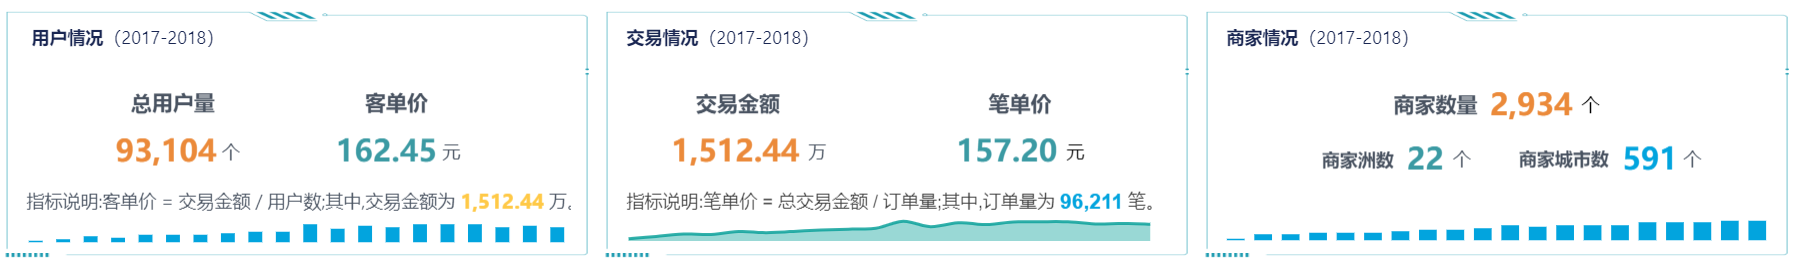 用户情况（2017-2018）
总用户量 客单价
93,104 个 162.45 元
指标说明:客单价 = 交易金额 / 用户数;其中,交易金额为 1,512.44 万。
交易情况（2017-2018）
交易金额 笔单价
1,512.44 万 157.20 元
指标说明:笔单价 = 总交易金额 / 订单量;其中,订单量为 96,211 笔。
商家情况（2017-2018）
商家数量 2,934 个
商家洲数 22 个 商家城市数 591 个